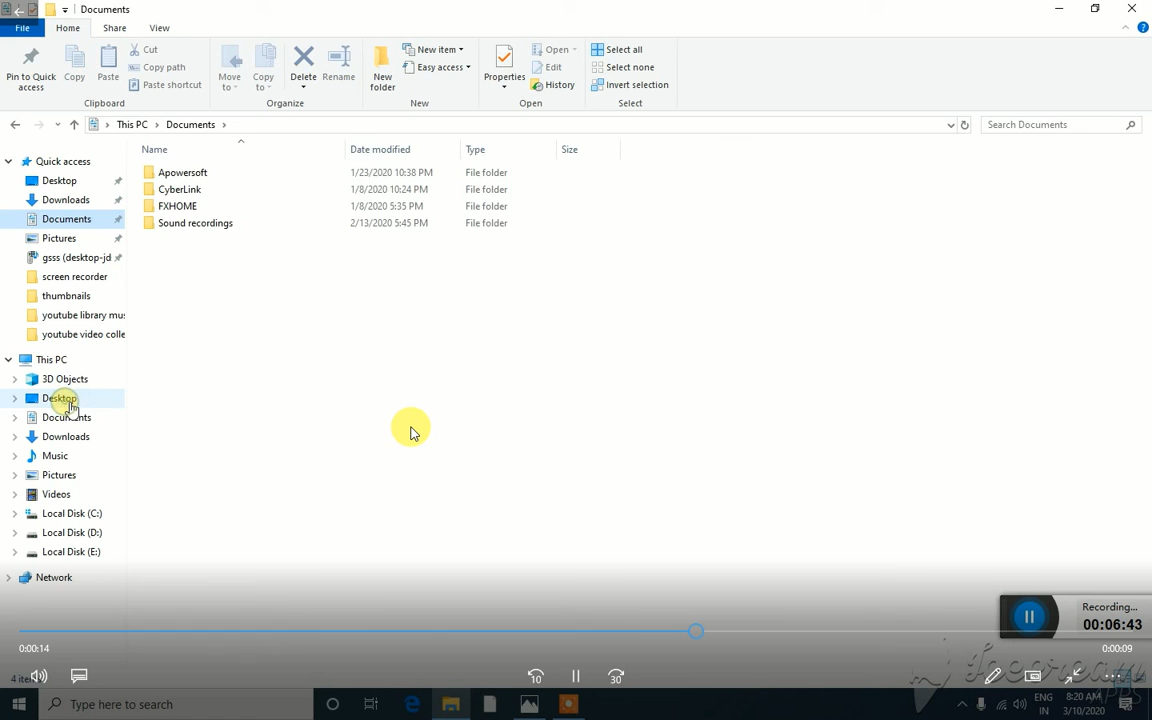 Documents
File Home Share View
Pin to Quick access
Copy
Paste
Cut
Copy path
Paste shortcut
Clipboard
Move to
Copy to
Delete
Rename
Organize
New folder
New item
Easy access
New
Properties
Open
Edit
History
Open
Select all
Select none
Invert selection
Select
This PC > Documents >
Search Documents
Name Date modified Type Size
Apowersoft 1/23/2020 10:38 PM File folder
CyberLink 1/8/2020 10:24 PM File folder
FXHOME 1/8/2020 5:35 PM File folder
Sound recordings 2/13/2020 5:45 PM File folder
Quick access
Desktop
Downloads
Documents
Pictures
gsss (desktop-jd
screen recorder
thumbnails
youtube library mus
youtube video colle
This PC
3D Objects
Desktop
Documents
Downloads
Music
Pictures
Videos
Local Disk (C:)
Local Disk (D:)
Local Disk (E:)
Network
Recording...
00:06:43
0:00:14
0:00:09
10
30
4
Icecream
APPS
Type here to search
ENG
IN
8:20 AM
3/10/2020